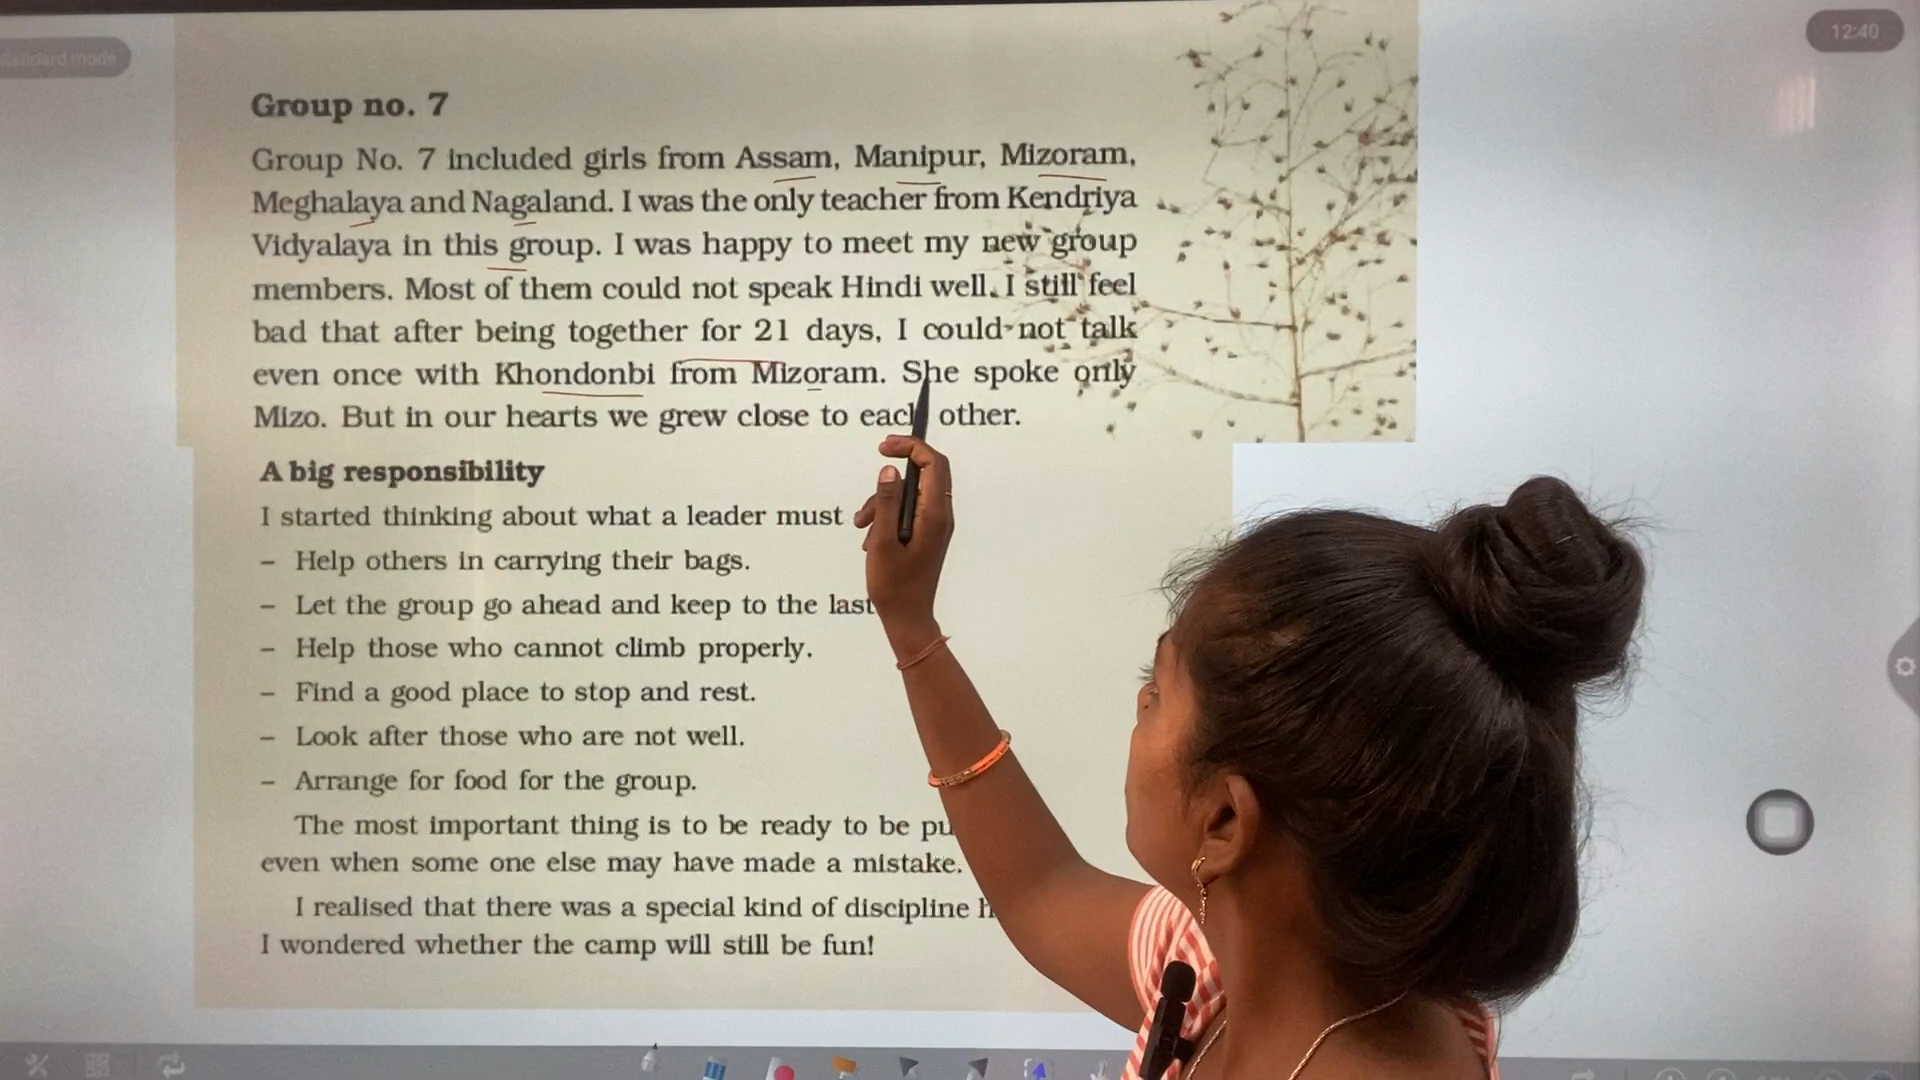 standard mode
12:40
Group no. 7
Group No. 7 included girls from Assam, Manipur, Mizoram,
Meghalaya and Nagaland. I was the only teacher from Kendriya
Vidyalaya in this group. I was happy to meet my new group
members. Most of them could not speak Hindi well. I still feel
bad that after being together for 21 days, I could not talk
even once with Khondonbi from Mizoram. She spoke only
Mizo. But in our hearts we grew close to each other.
A big responsibility
I started thinking about what a leader must
– Help others in carrying their bags.
– Let the group go ahead and keep to the last
– Help those who cannot climb properly.
– Find a good place to stop and rest.
– Look after those who are not well.
– Arrange for food for the group.
The most important thing is to be ready to be
even when some one else may have made a mistake.
I realised that there was a special kind of discipline
I wondered whether the camp will still be fun!